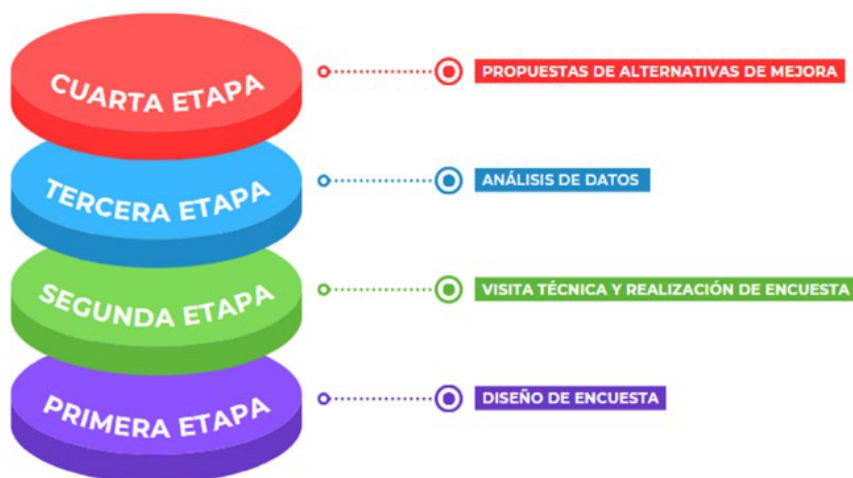 CUARTA ETAPA
PROPUESTAS DE ALTERNATIVAS DE MEJORA
TERCERA ETAPA
ANÁLISIS DE DATOS
SEGUNDA ETAPA
VISITA TÉCNICA Y REALIZACIÓN DE ENCUESTA
PRIMERA ETAPA
DISEÑO DE ENCUESTA